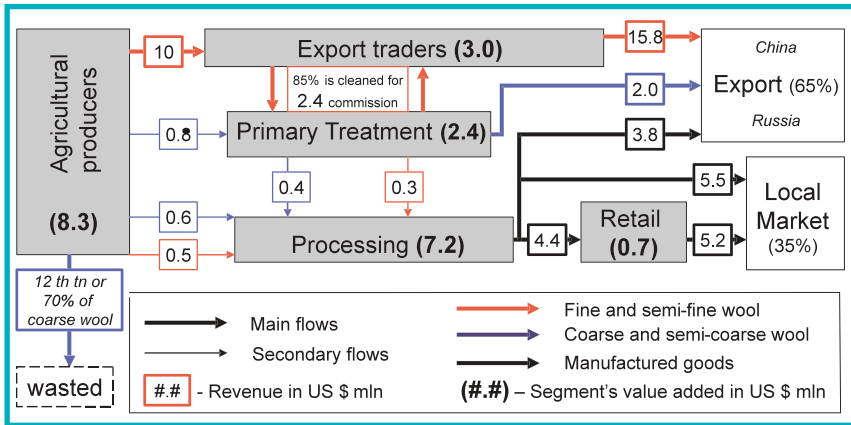 Agricultural
producers
(8.3)
10
Export traders (3.0)
15.8
China
Export (65%)
Russia
85% is cleaned for
2.4 commission
0.8
Primary Treatment (2.4)
2.0
3.8
0.4
0.3
5.5
Local
Market
(35%)
0.6
Processing (7.2)
4.4
Retail
(0.7)
5.2
0.5
12 th tn or
70% of
coarse wool
wasted
Main flows
Secondary flows
#.# - Revenue in US $ mln
Fine and semi-fine wool
Coarse and semi-coarse wool
Manufactured goods
(#.#) – Segment's value added in US $ mln